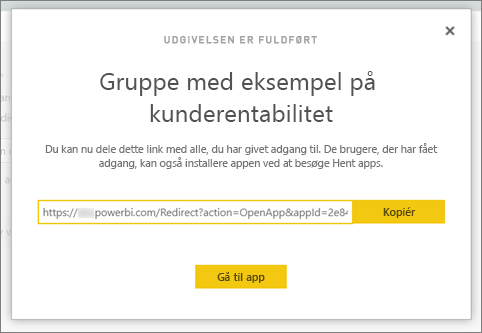 UDGIVELSEN ER FULDFØRT
Gruppe med eksempel på
kunderentabilitet
Du kan nu dele dette link med alle, du har givet adgang til. De brugere, der har fået
adgang, kan også installere appen ved at besøge Hent apps.
https:// powerbi.com/Redirect?action=OpenApp&appId=2e84
Kopiér
Gå til app